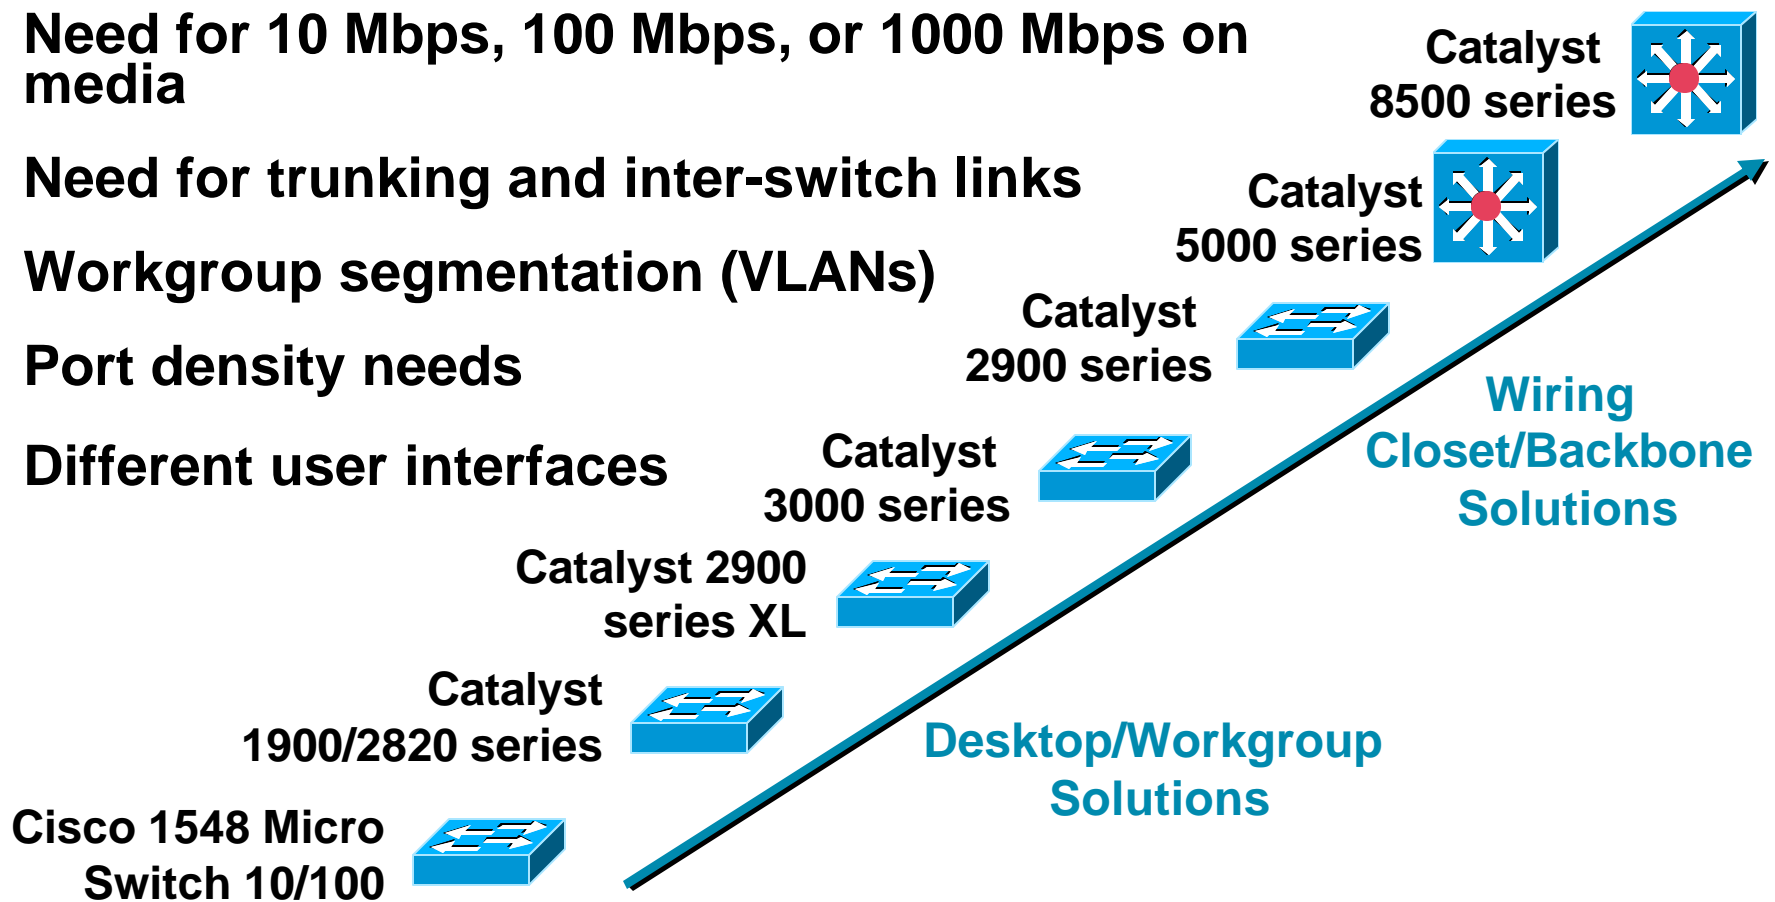 Need for 10 Mbps, 100 Mbps, or 1000 Mbps on
media
Need for trunking and inter-switch links
Workgroup segmentation (VLANs)
Port density needs
Different user interfaces
Catalyst
8500 series
Catalyst
5000 series
Catalyst
2900 series
Catalyst
3000 series
Catalyst 2900
series XL
Catalyst
1900/2820 series
Cisco 1548 Micro
Switch 10/100
Wiring
Closet/Backbone
Solutions
Desktop/Workgroup
Solutions